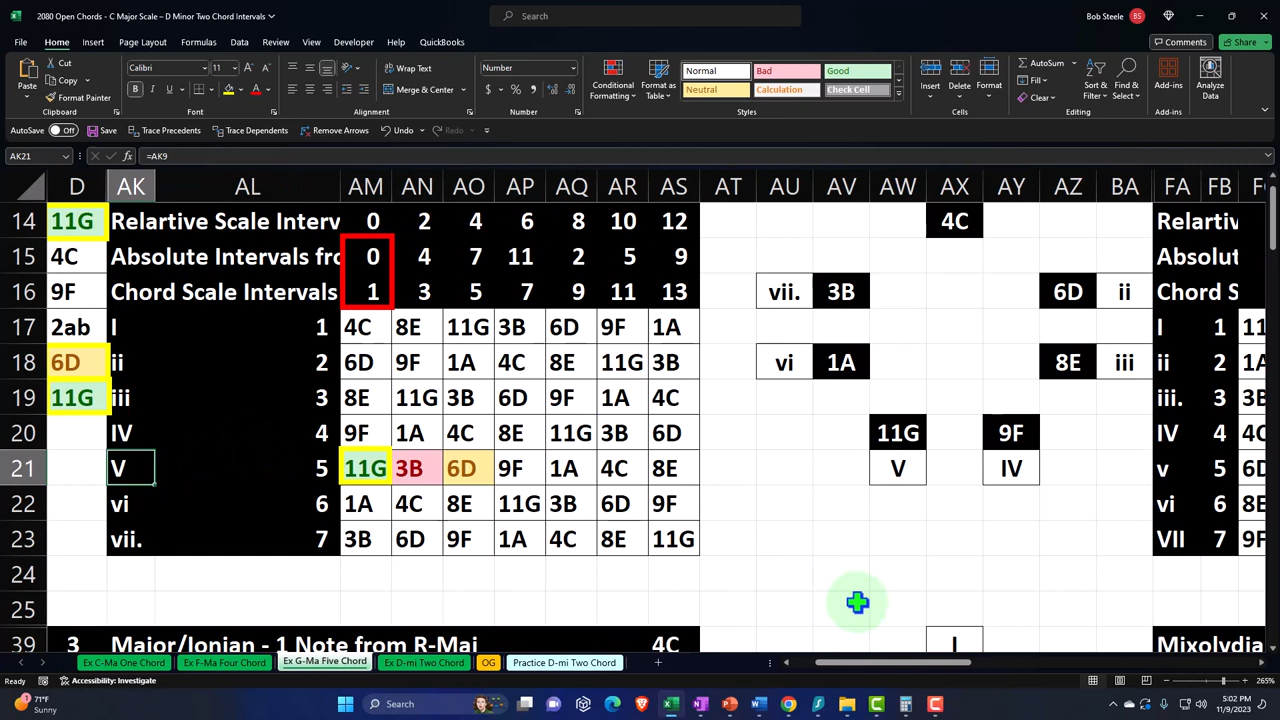 2080 Open Chords - C Major Scale – D Minor Two Chord Intervals
Search
Bob Steele BS
File Home Insert Page Layout Formulas Data Review View Developer Automate Help QuickBooks
Comments Share
Cut
Copy
Format Painter
Paste
Clipboard
Calibri 11
B I U
Font
Wrap Text
Merge & Center
Alignment
Number
Number
Conditional Formatting
Format as Table
Normal Bad Good
Neutral Calculation Check Cell
Styles
Insert Delete Format
Cells
AutoSum
Fill
Clear
Sort & Filter
Find & Select
Editing
Add-ins
Add-ins
Analyze Data
AutoSave Off Save Trace Precedents Trace Dependents Remove Arrows Undo Redo
AK21 fx =AK9
D AK AL AM AN AO AP AQ AR AS AT AU AV AW AX AY AZ BA FA FB
14 11G Relartive Scale Interv 0 2 4 6 8 10 12 4C Relartiv
15 4C Absolute Intervals fro 0 4 7 11 2 5 9 Absolut
16 9F Chord Scale Intervals 1 3 5 7 9 11 13 vii. 3B 6D ii Chord S
17 2ab I 1 4C 8E 11G 3B 6D 9F 1A I 1 11
18 6D ii 2 6D 9F 1A 4C 8E 11G 3B vi 1A 8E iii ii 2 1A
19 11G iii 3 8E 11G 3B 6D 9F 1A 4C iii. 3 3B
20 IV 4 9F 1A 4C 8E 11G 3B 6D 11G 9F IV 4 4C
21 V 5 11G 3B 6D 9F 1A 4C 8E V IV v 5 6D
22 vi 6 1A 4C 8E 11G 3B 6D 9F vi 6 8E
23 vii. 7 3B 6D 9F 1A 4C 8E 11G VII 7 9F
24
25
39 3 Major/Ionian - 1 Note from R-Mai 4C I Mixolydia
Ex C-Ma One Chord Ex F-Ma Four Chord Ex G-Ma Five Chord Ex D-mi Two Chord OG Practice D-mi Two Chord
Ready Accessibility: Investigate 265%
71°F
Sunny
Search
5:02 PM
11/9/2023